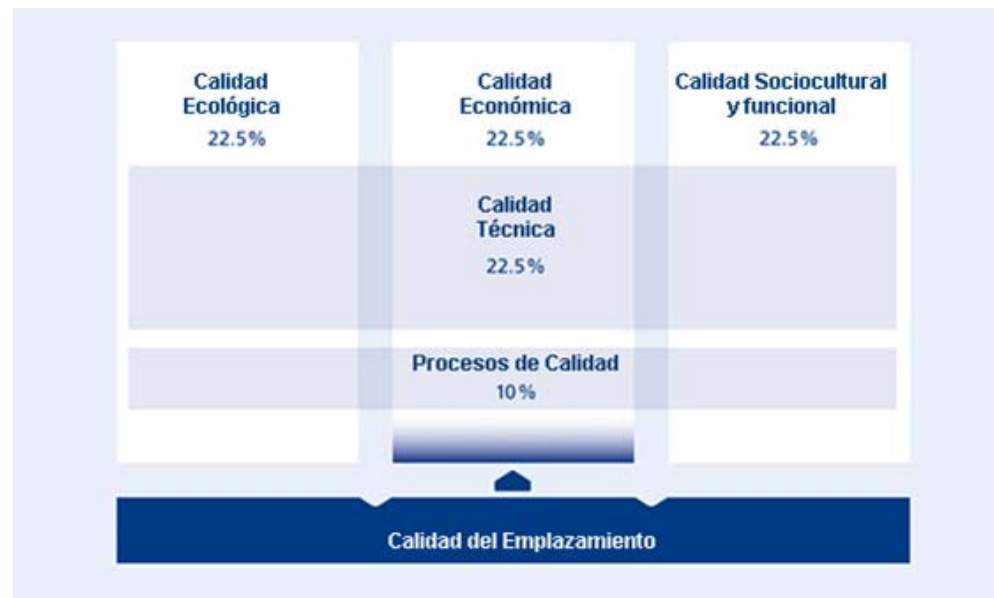 Calidad
Ecológica
22.5%
Calidad
Económica
22.5%
Calidad Sociocultural
y funcional
22.5%
Calidad
Técnica
22.5%
Procesos de Calidad
10%
Calidad del Emplazamiento